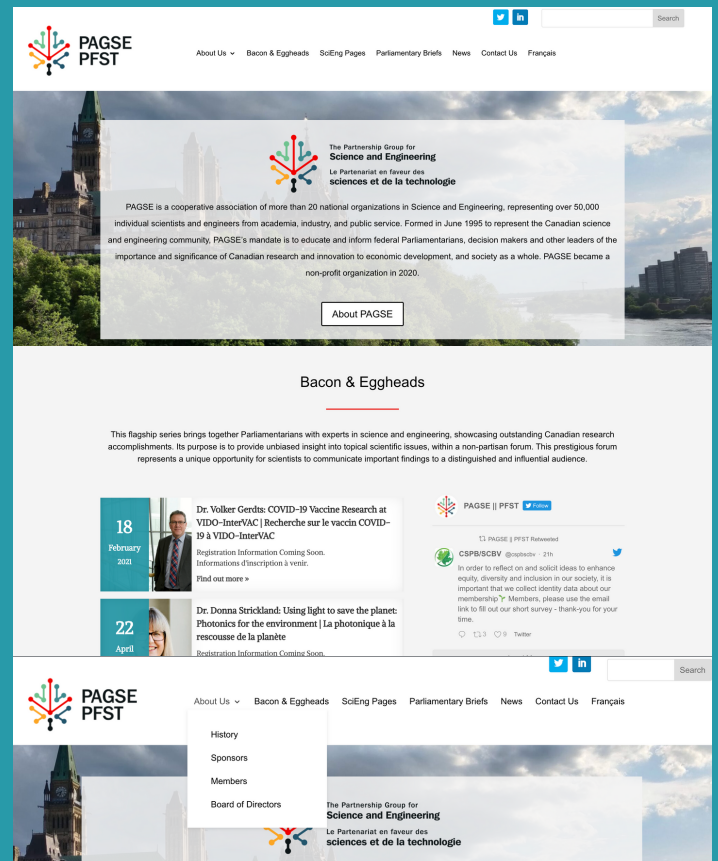 Search
PAGSE
PFST
About Us Bacon & Eggheads SciEng Pages Parliamentary Briefs News Contact Us Français
The Partnership Group for
Science and Engineering
Le Partenariat en faveur des
sciences et de la technologie
PAGSE is a cooperative association of more than 20 national organizations in Science and Engineering, representing over 50,000
individual scientists and engineers from academia, industry, and public service. Formed in June 1995 to represent the Canadian science
and engineering community, PAGSE's mandate is to educate and inform federal Parliamentarians, decision makers and other leaders of the
importance and significance of Canadian research and innovation to economic development, and society as a whole. PAGSE became a
non-profit organization in 2020.
About PAGSE
Bacon & Eggheads
This flagship series brings together Parliamentarians with experts in science and engineering, showcasing outstanding Canadian research
accomplishments. Its purpose is to provide unbiased insight into topical scientific issues, within a non-partisan forum. This prestigious forum
represents a unique opportunity for scientists to communicate important findings to a distinguished and influential audience.
18
February
2021
Dr. Volker Gerdts: COVID-19 Vaccine Research at
VIDO-InterVAC | Recherche sur le vaccin COVID-
19 à VIDO-InterVAC
Registration Information Coming Soon.
Informations d'inscription à venir.
Find out more »
22
April
Dr. Donna Strickland: Using light to save the planet:
Photonics for the environment | La photonique à la
rescousse de la planète
Registration Information Coming Soon.
PAGSE || PFST Follow
PAGSE || PFST Retweeted
CSPB/SCBV @cspbscbv · 21h
In order to reflect on and solicit ideas to enhance
equity, diversity and inclusion in our society, it is
important that we collect identity data about our
membership Members, please use the email
link to fill out our short survey - thank-you for your
time.
3 9 Twitter
Search
PAGSE
PFST
About Us Bacon & Eggheads SciEng Pages Parliamentary Briefs News Contact Us Français
History
Sponsors
Members
Board of Directors
The Partnership Group for
Science and Engineering
Le Partenariat en faveur des
sciences et de la technologie